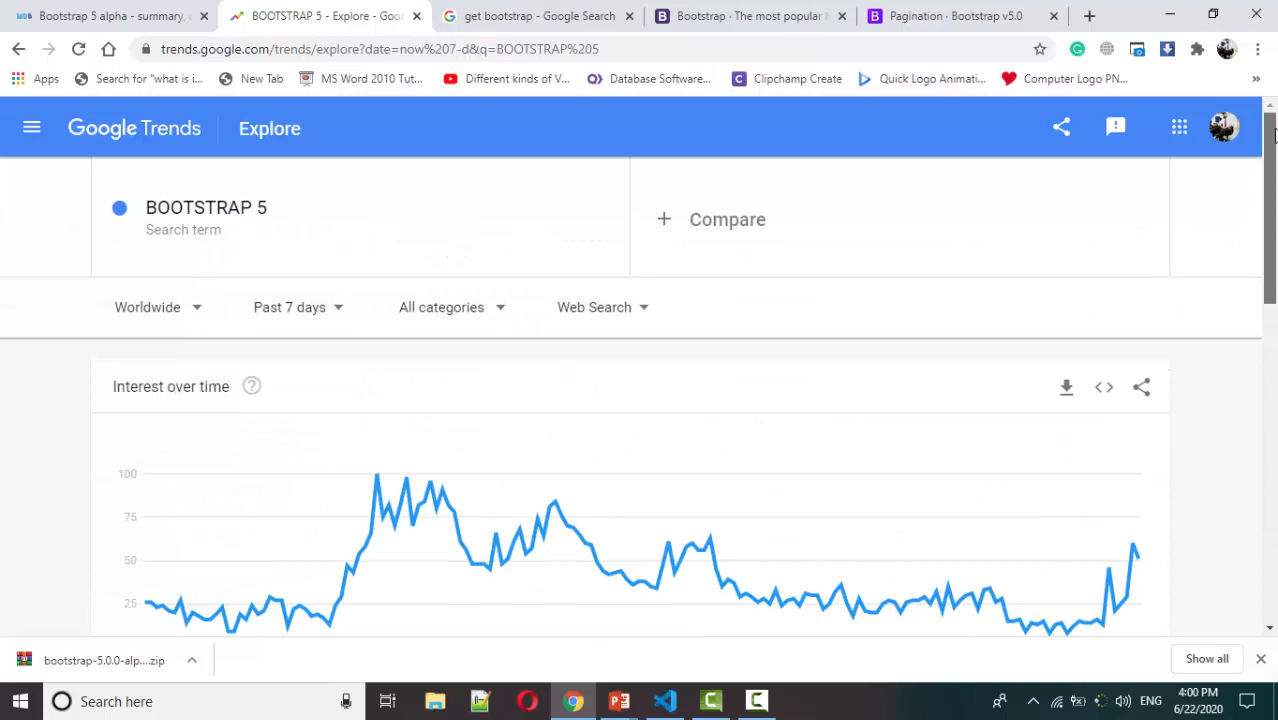 Bootstrap 5 alpha - summary,
BOOTSTRAP 5 - Explore - Goo
get bootstrap - Google Search
Bootstrap · The most popular
Pagination · Bootstrap v5.0
trends.google.com/trends/explore?date=now%207-d&q=BOOTSTRAP%205
Apps
Search for "what is i...
New Tab
MS Word 2010 Tut...
Different kinds of V...
Database Software...
Clipchamp Create
Quick Logo Animati...
Computer Logo PN...
Google Trends
Explore
BOOTSTRAP 5
Search term
Compare
Worldwide
Past 7 days
All categories
Web Search
Interest over time
100
75
50
25
bootstrap-5.0.0-alp....zip
Show all
Search here
ENG
4:00 PM
6/22/2020